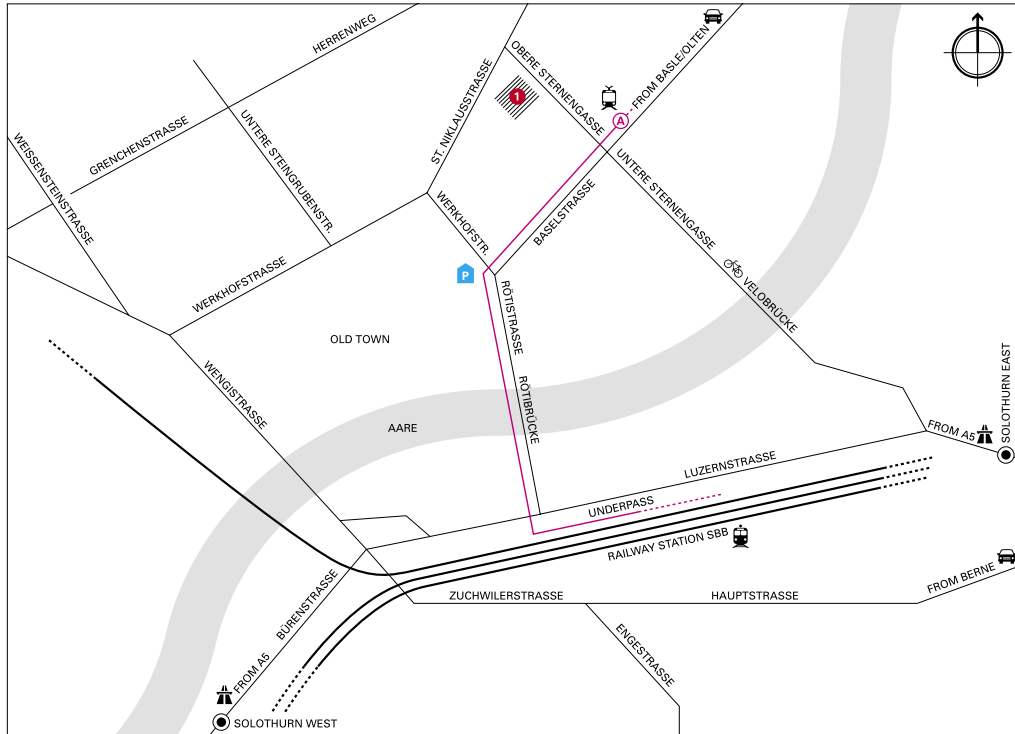 HERRENWEG
OBERE STERNENGASSE
FROM BASLE/OLTEN
1
A
ST. NIKLAUSSTRASSE
GRENCHENSTRASSE
WEISSENSTEINSTRASSE
UNTERE STEINGRUBENSTR.
WERKHOFSTR.
BASELSTRASSE
UNTERE STERNENGASSE
P
WERKHOFSTRASSE
RÖTISTRASSE
VELOBRÜCKE
OLD TOWN
WENGISTRASSE
RÖTIBRÜCKE
AARE
SOLOTHURN EAST
FROM A5
LUZERNSTRASSE
UNDERPASS
RAILWAY STATION SBB
FROM BERNE
ZUCHWILERSTRASSE
HAUPTSTRASSE
BÜRENSTRASSE
ENGESTRASSE
FROM A5
SOLOTHURN WEST